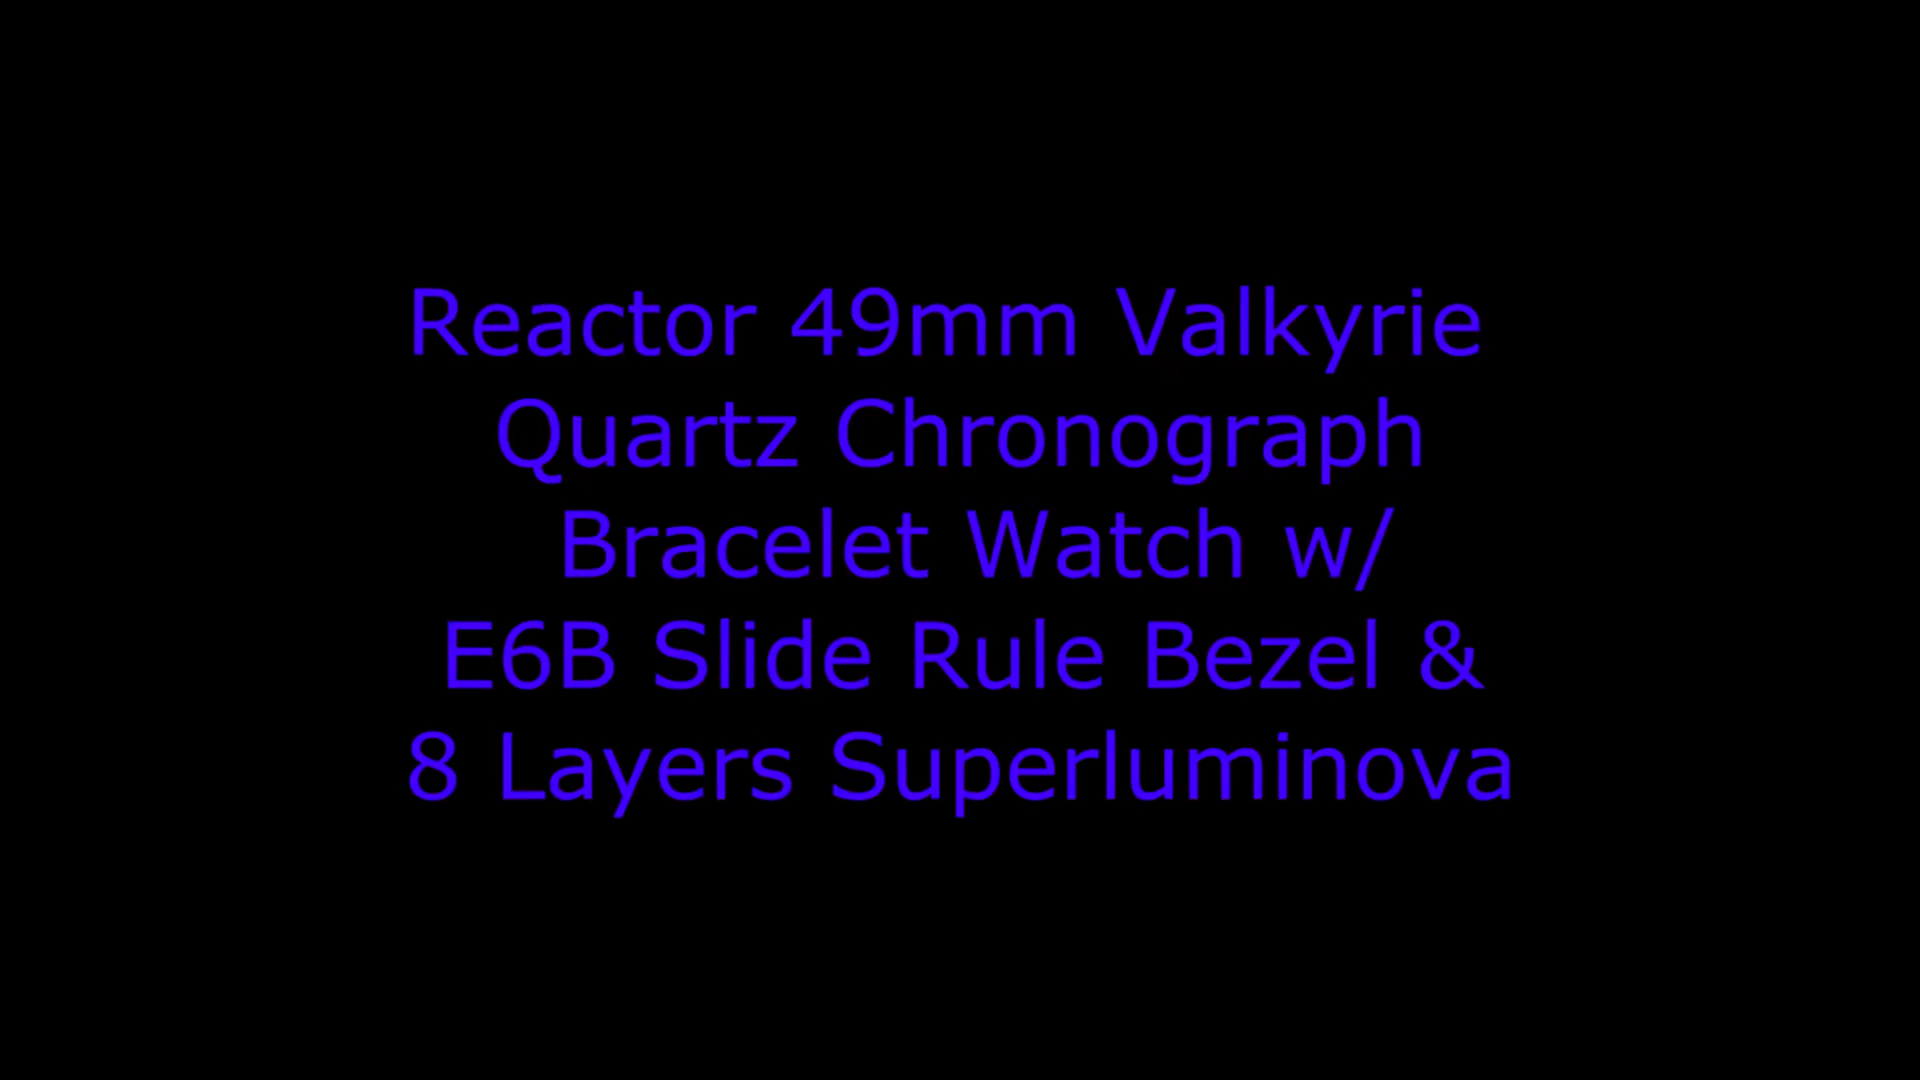 Reactor 49mm Valkyrie
Quartz Chronograph
Bracelet Watch w/
E6B Slide Rule Bezel &
8 Layers Superluminova